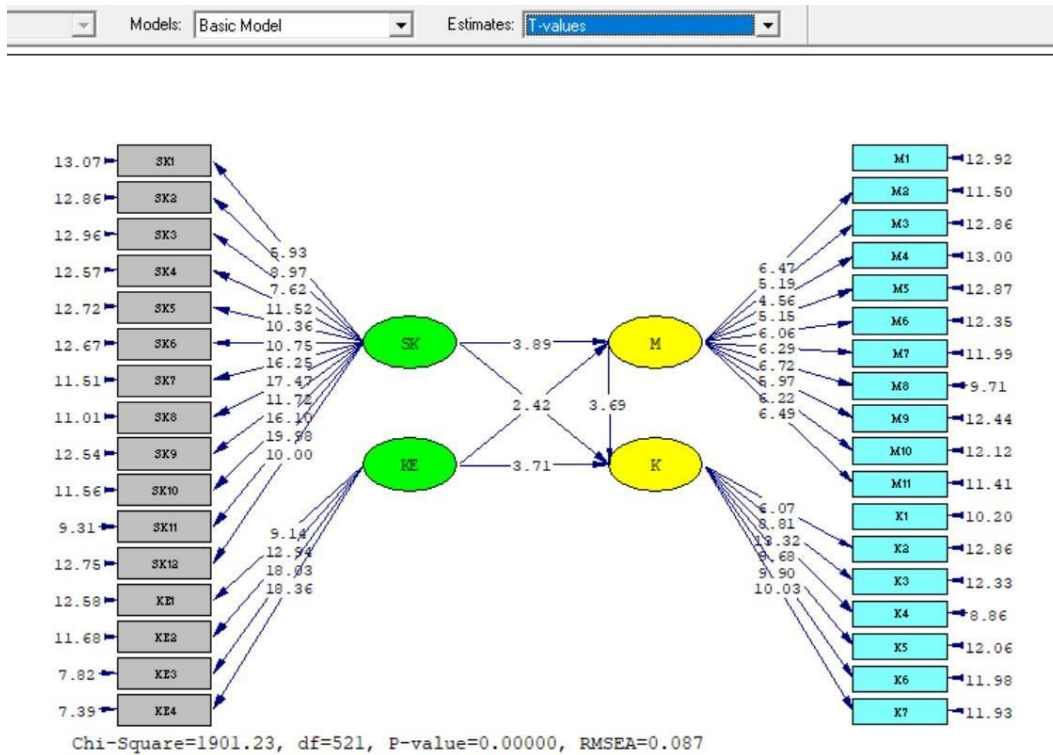 Models: Basic Model Estimates: T-values
13.07 SK1
12.86 SK2
12.96 SK3
12.57 SK4
12.72 SK5
12.67 SK6
11.51 SK7
11.01 SK8
12.54 SK9
11.56 SK10
9.31 SK11
12.75 SK12
12.58 KE1
11.68 KE2
7.82 KE3
7.39 KE4
5.93
8.97
7.62
11.52
10.36
10.75
16.25
17.47
11.72
16.10
19.98
10.00
9.14
12.94
18.03
18.36
SK 3.89 M
2.42 3.69
KE 3.71 K
6.47
5.19
4.56
5.15
6.06
6.29
6.72
5.97
6.22
6.49
6.07
8.81
13.32
9.68
9.90
10.03
M1 12.92
M2 11.50
M3 12.86
M4 13.00
M5 12.87
M6 12.35
M7 11.99
M8 9.71
M9 12.44
M10 12.12
M11 11.41
K1 10.20
K2 12.86
K3 12.33
K4 8.86
K5 12.06
K6 11.98
K7 11.93
Chi-Square=1901.23, df=521, P-value=0.00000, RMSEA=0.087